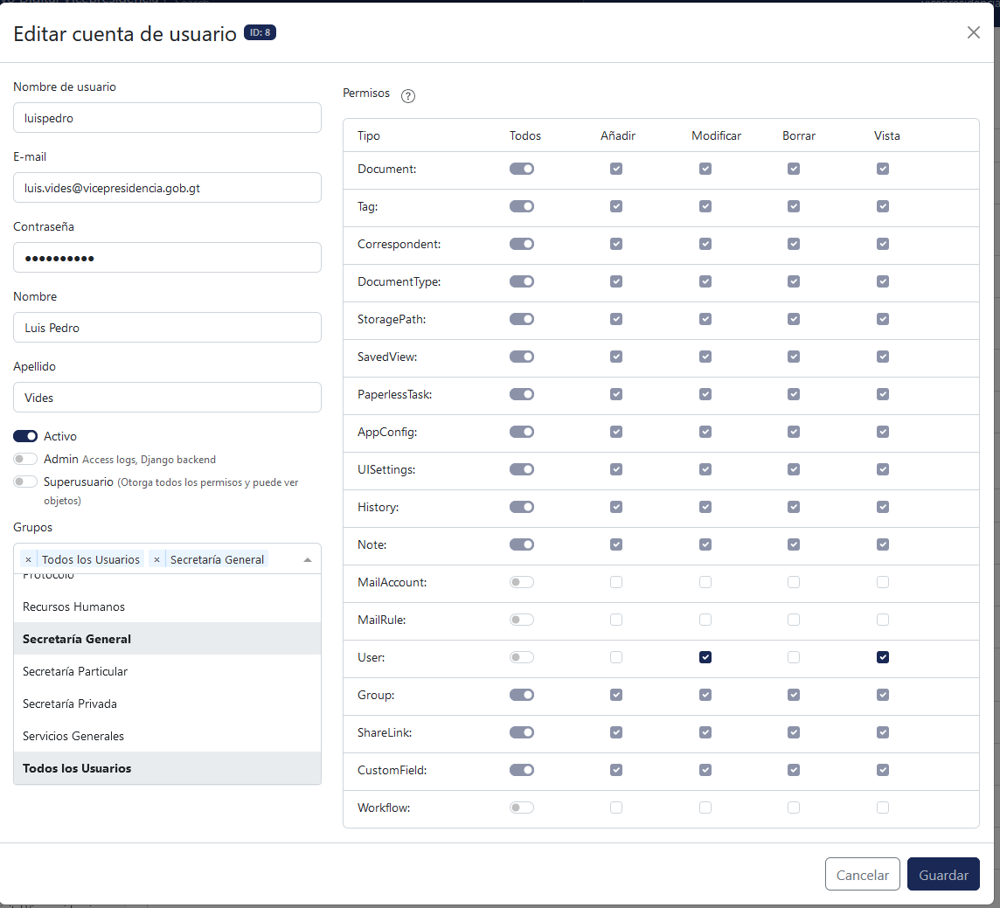 Editar cuenta de usuario ID: 8
Nombre de usuario
luispedro
E-mail
luis.vides@vicepresidencia.gob.gt
Contraseña
••••••••••
Nombre
Luis Pedro
Apellido
Vides
Activo
Admin Access logs, Django backend
Superusuario (Otorga todos los permisos y puede ver
objetos)
Grupos
× Todos los Usuarios × Secretaría General
Protocolo
Recursos Humanos
Secretaría General
Secretaría Particular
Secretaría Privada
Servicios Generales
Todos los Usuarios
Permisos ?
Tipo Todos Añadir Modificar Borrar Vista
Document:
Tag:
Correspondent:
DocumentType:
StoragePath:
SavedView:
PaperlessTask:
AppConfig:
UISettings:
History:
Note:
MailAccount:
MailRule:
User:
Group:
ShareLink:
CustomField:
Workflow:
Cancelar Guardar